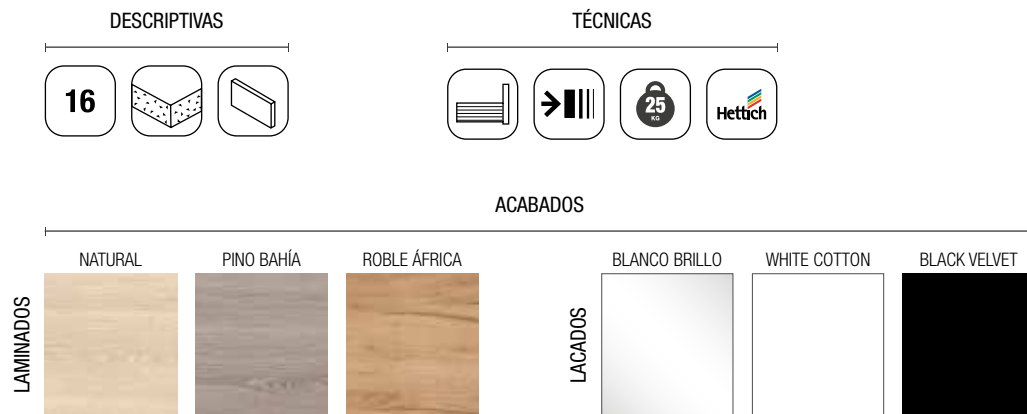 DESCRIPTIVAS
TÉCNICAS
16
25
KG
Hettich
ACABADOS
LAMINADOS
NATURAL
PINO BAHÍA
ROBLE ÁFRICA
LACADOS
BLANCO BRILLO
WHITE COTTON
BLACK VELVET